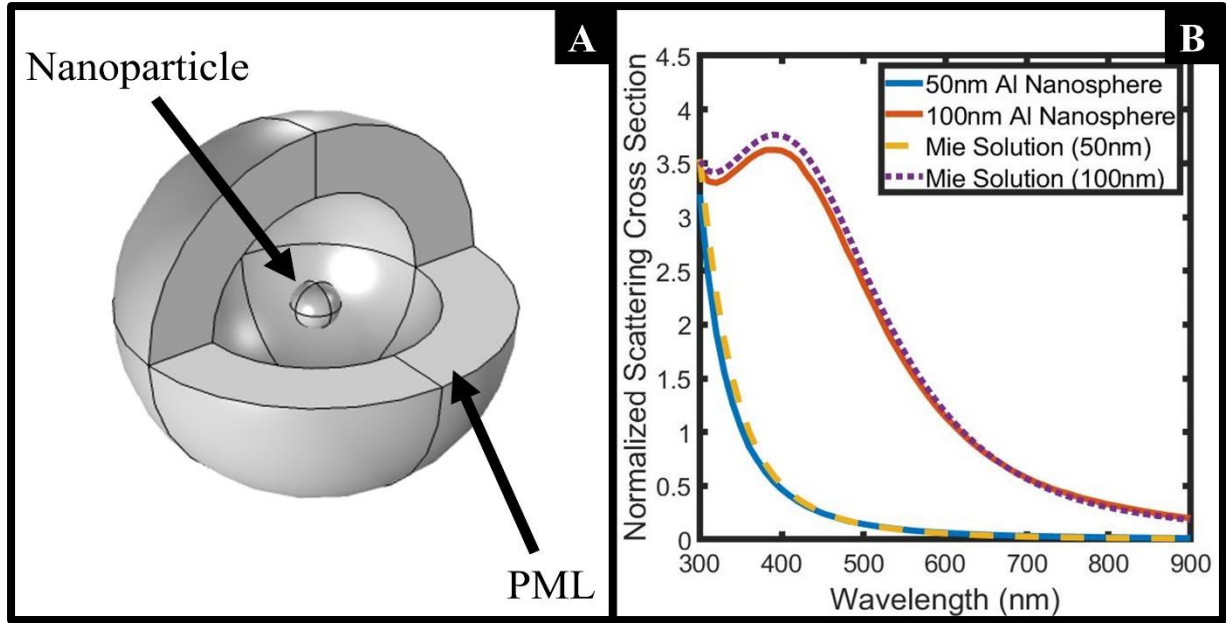 A
Nanoparticle
PML
B
Normalized Scattering Cross Section
4.5
4
3.5
3
2.5
2
1.5
1
0.5
0
300 400 500 600 700 800 900
Wavelength (nm)
50nm Al Nanosphere
100nm Al Nanosphere
Mie Solution (50nm)
Mie Solution (100nm)